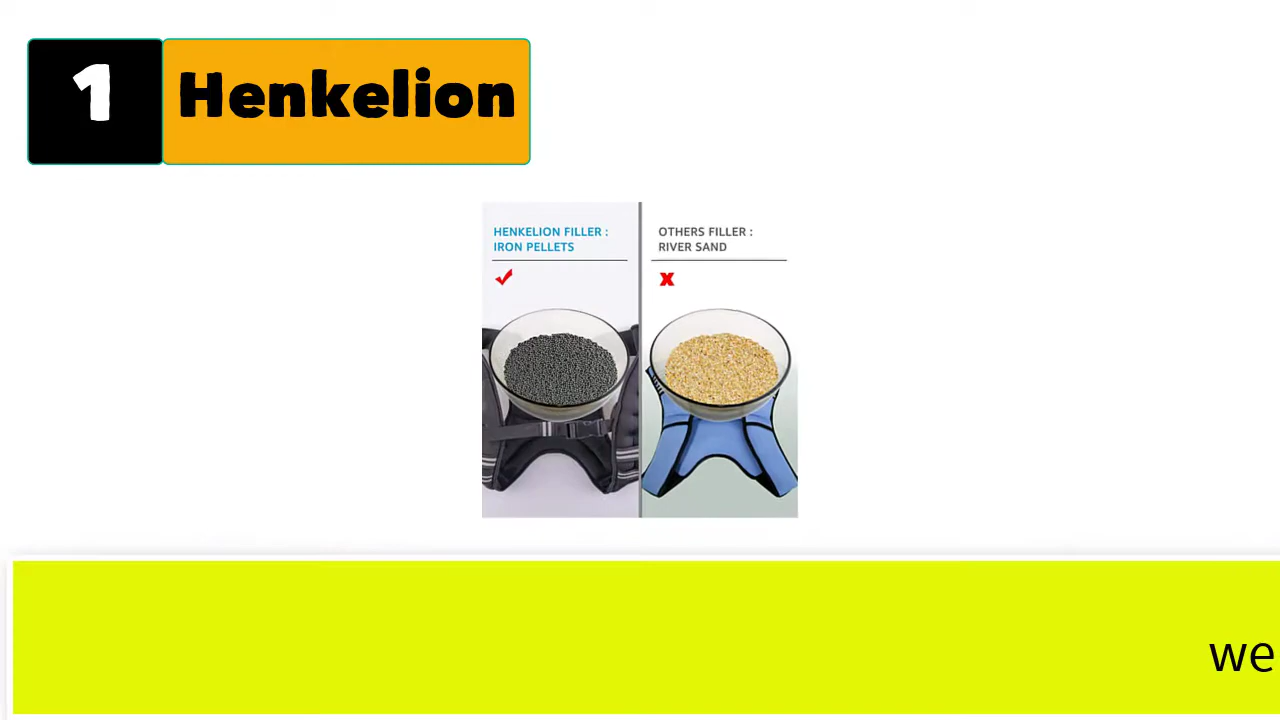 1 Henkelion
HENKELION FILLER :
IRON PELLETS
OTHERS FILLER :
RIVER SAND
we